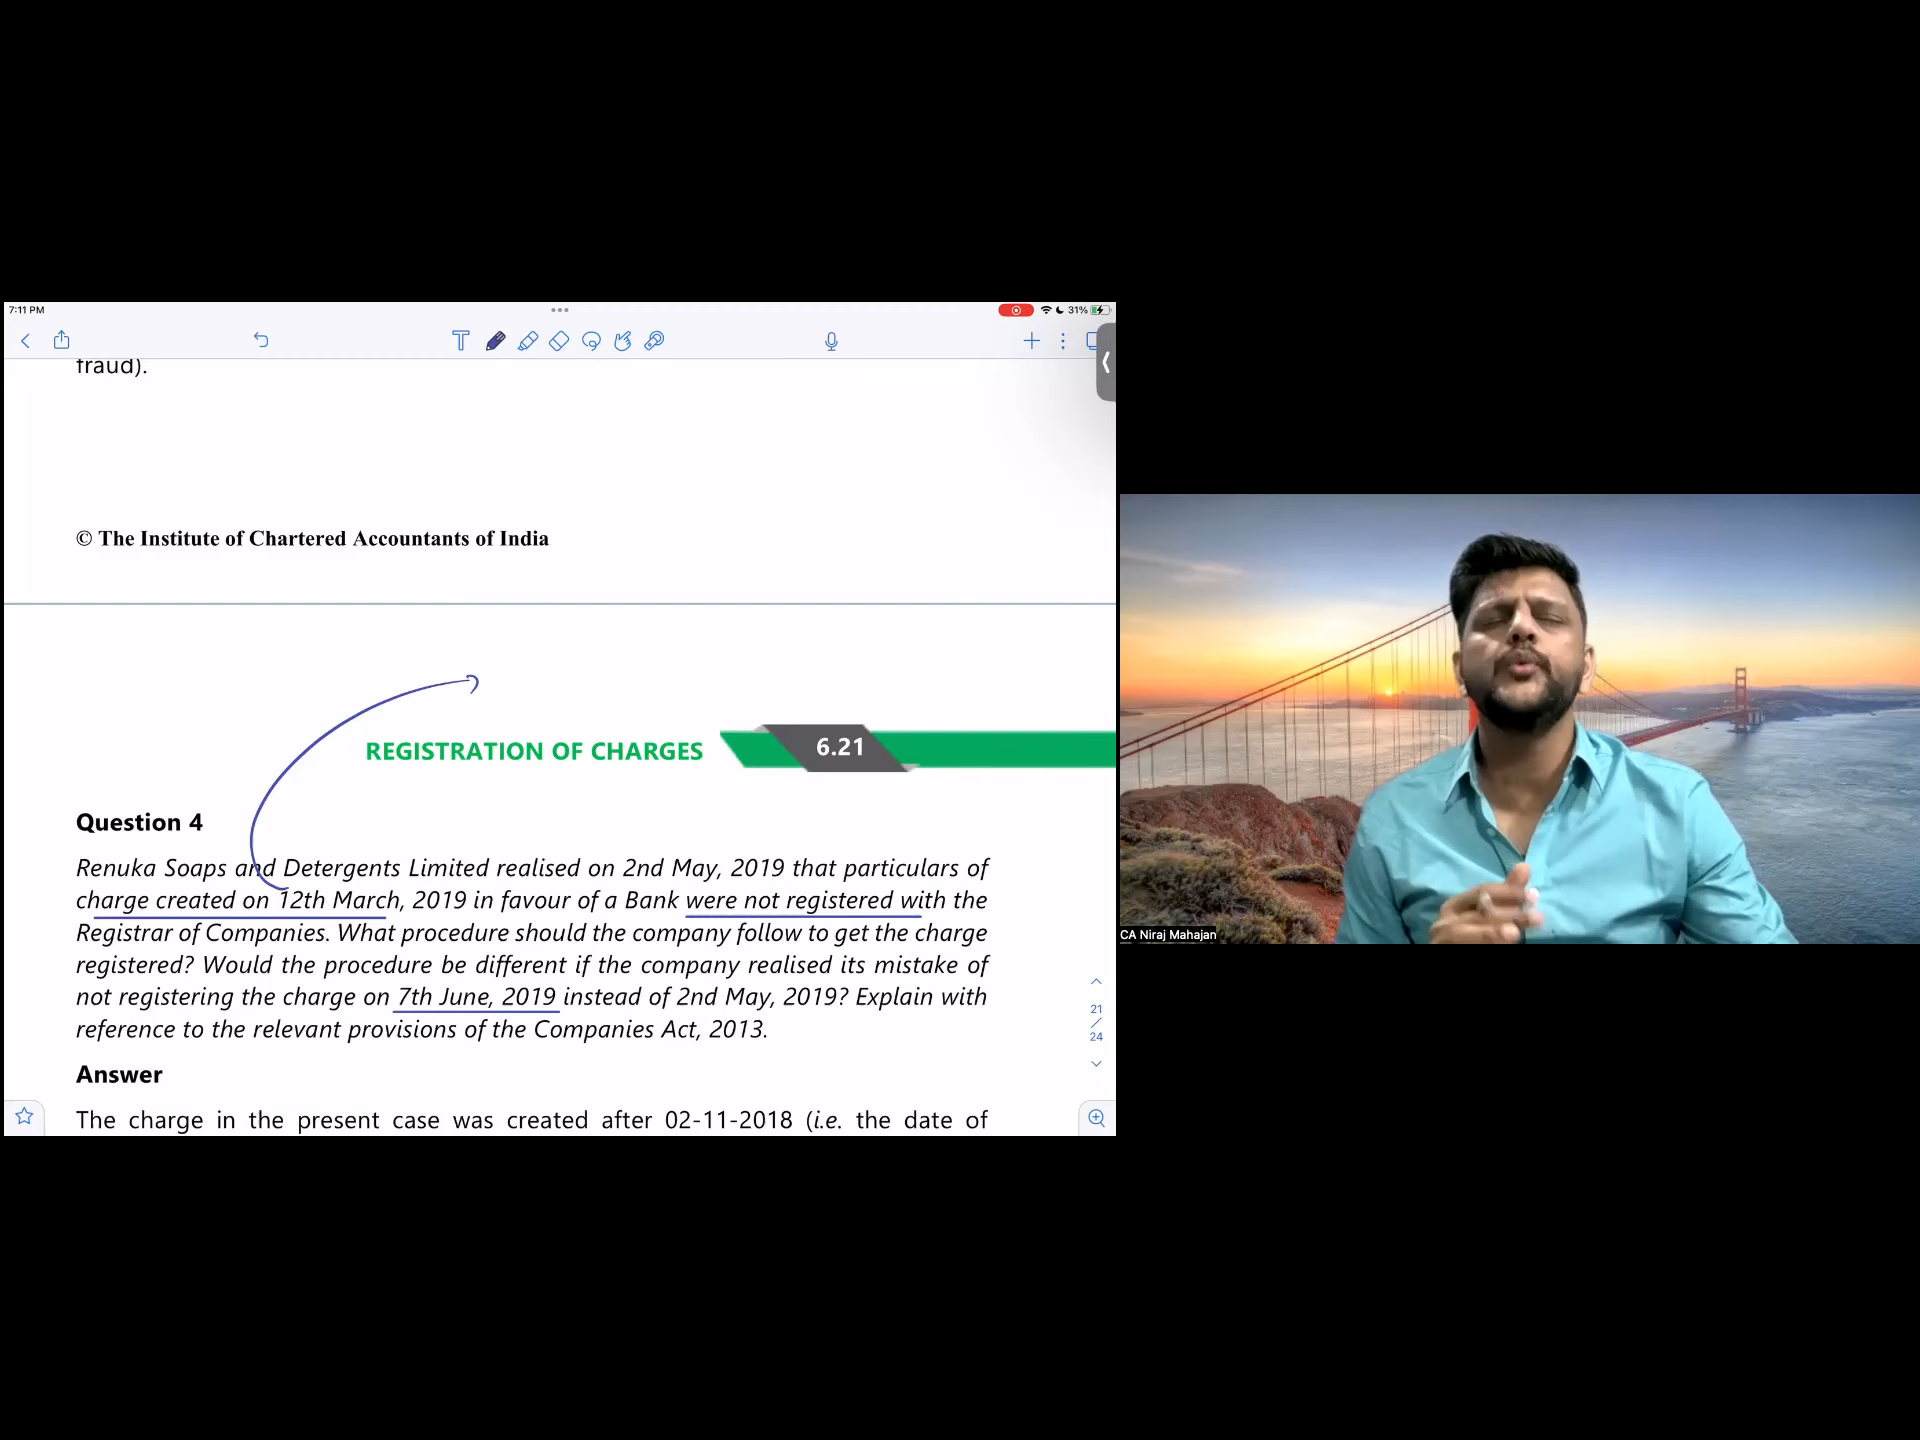 7:11 PM
31%
fraud).
© The Institute of Chartered Accountants of India
REGISTRATION OF CHARGES 6.21
Question 4
Renuka Soaps and Detergents Limited realised on 2nd May, 2019 that particulars of
charge created on 12th March, 2019 in favour of a Bank were not registered with the
Registrar of Companies. What procedure should the company follow to get the charge
registered? Would the procedure be different if the company realised its mistake of
not registering the charge on 7th June, 2019 instead of 2nd May, 2019? Explain with
reference to the relevant provisions of the Companies Act, 2013.
21
/
24
Answer
The charge in the present case was created after 02-11-2018 (i.e. the date of
CA Niraj Mahajan